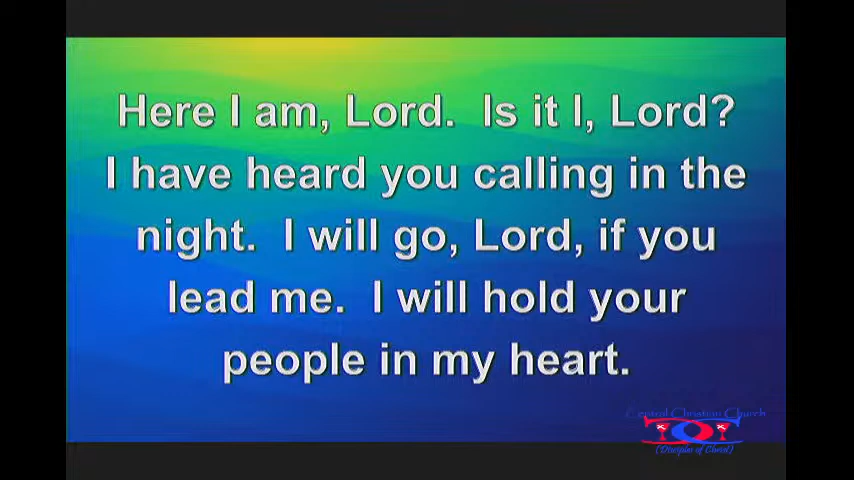 Here I am, Lord.  Is it I, Lord?
I have heard you calling in the
night.  I will go, Lord, if you
lead me.  I will hold your
people in my heart.
Central Christian Church
(Disciples of Christ)